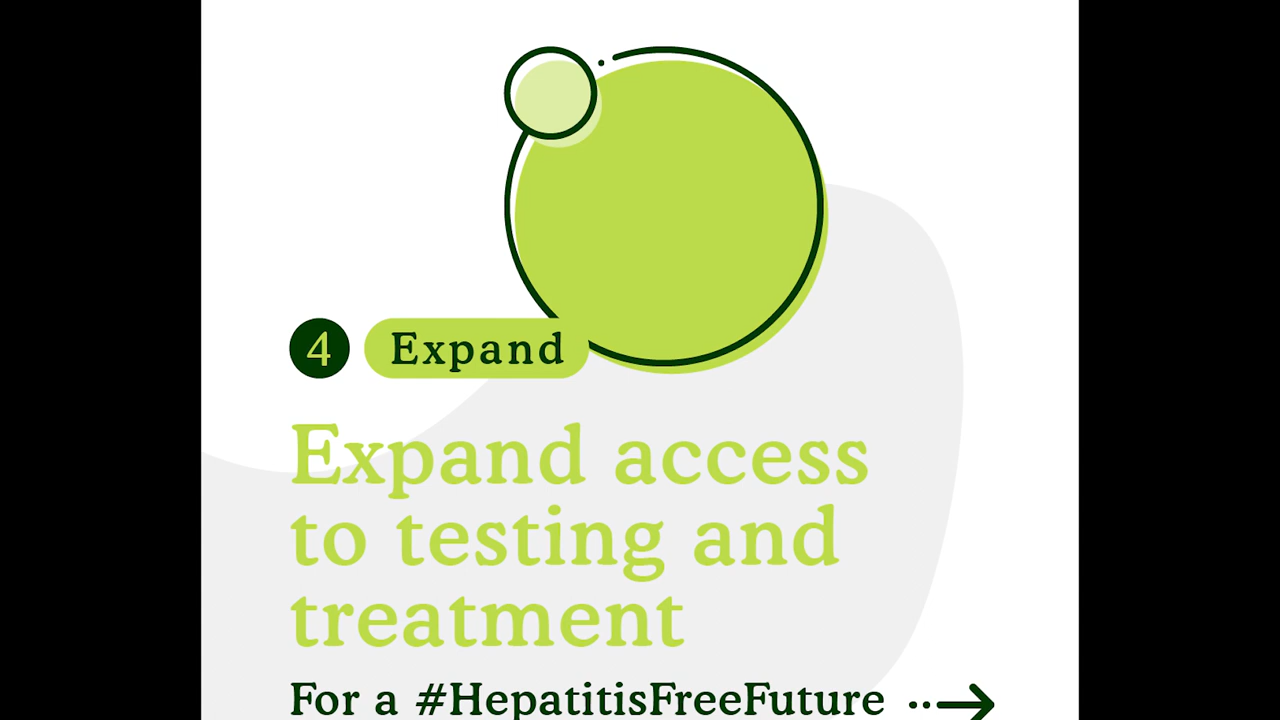 4 Expand
Expand access
to testing and
treatment
For a #HepatitisFreeFuture